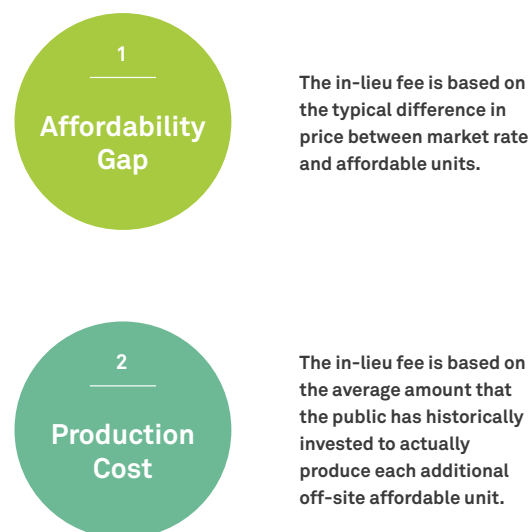 1
Affordability
Gap
The in-lieu fee is based on
the typical difference in
price between market rate
and affordable units.
2
Production
Cost
The in-lieu fee is based on
the average amount that
the public has historically
invested to actually
produce each additional
off-site affordable unit.